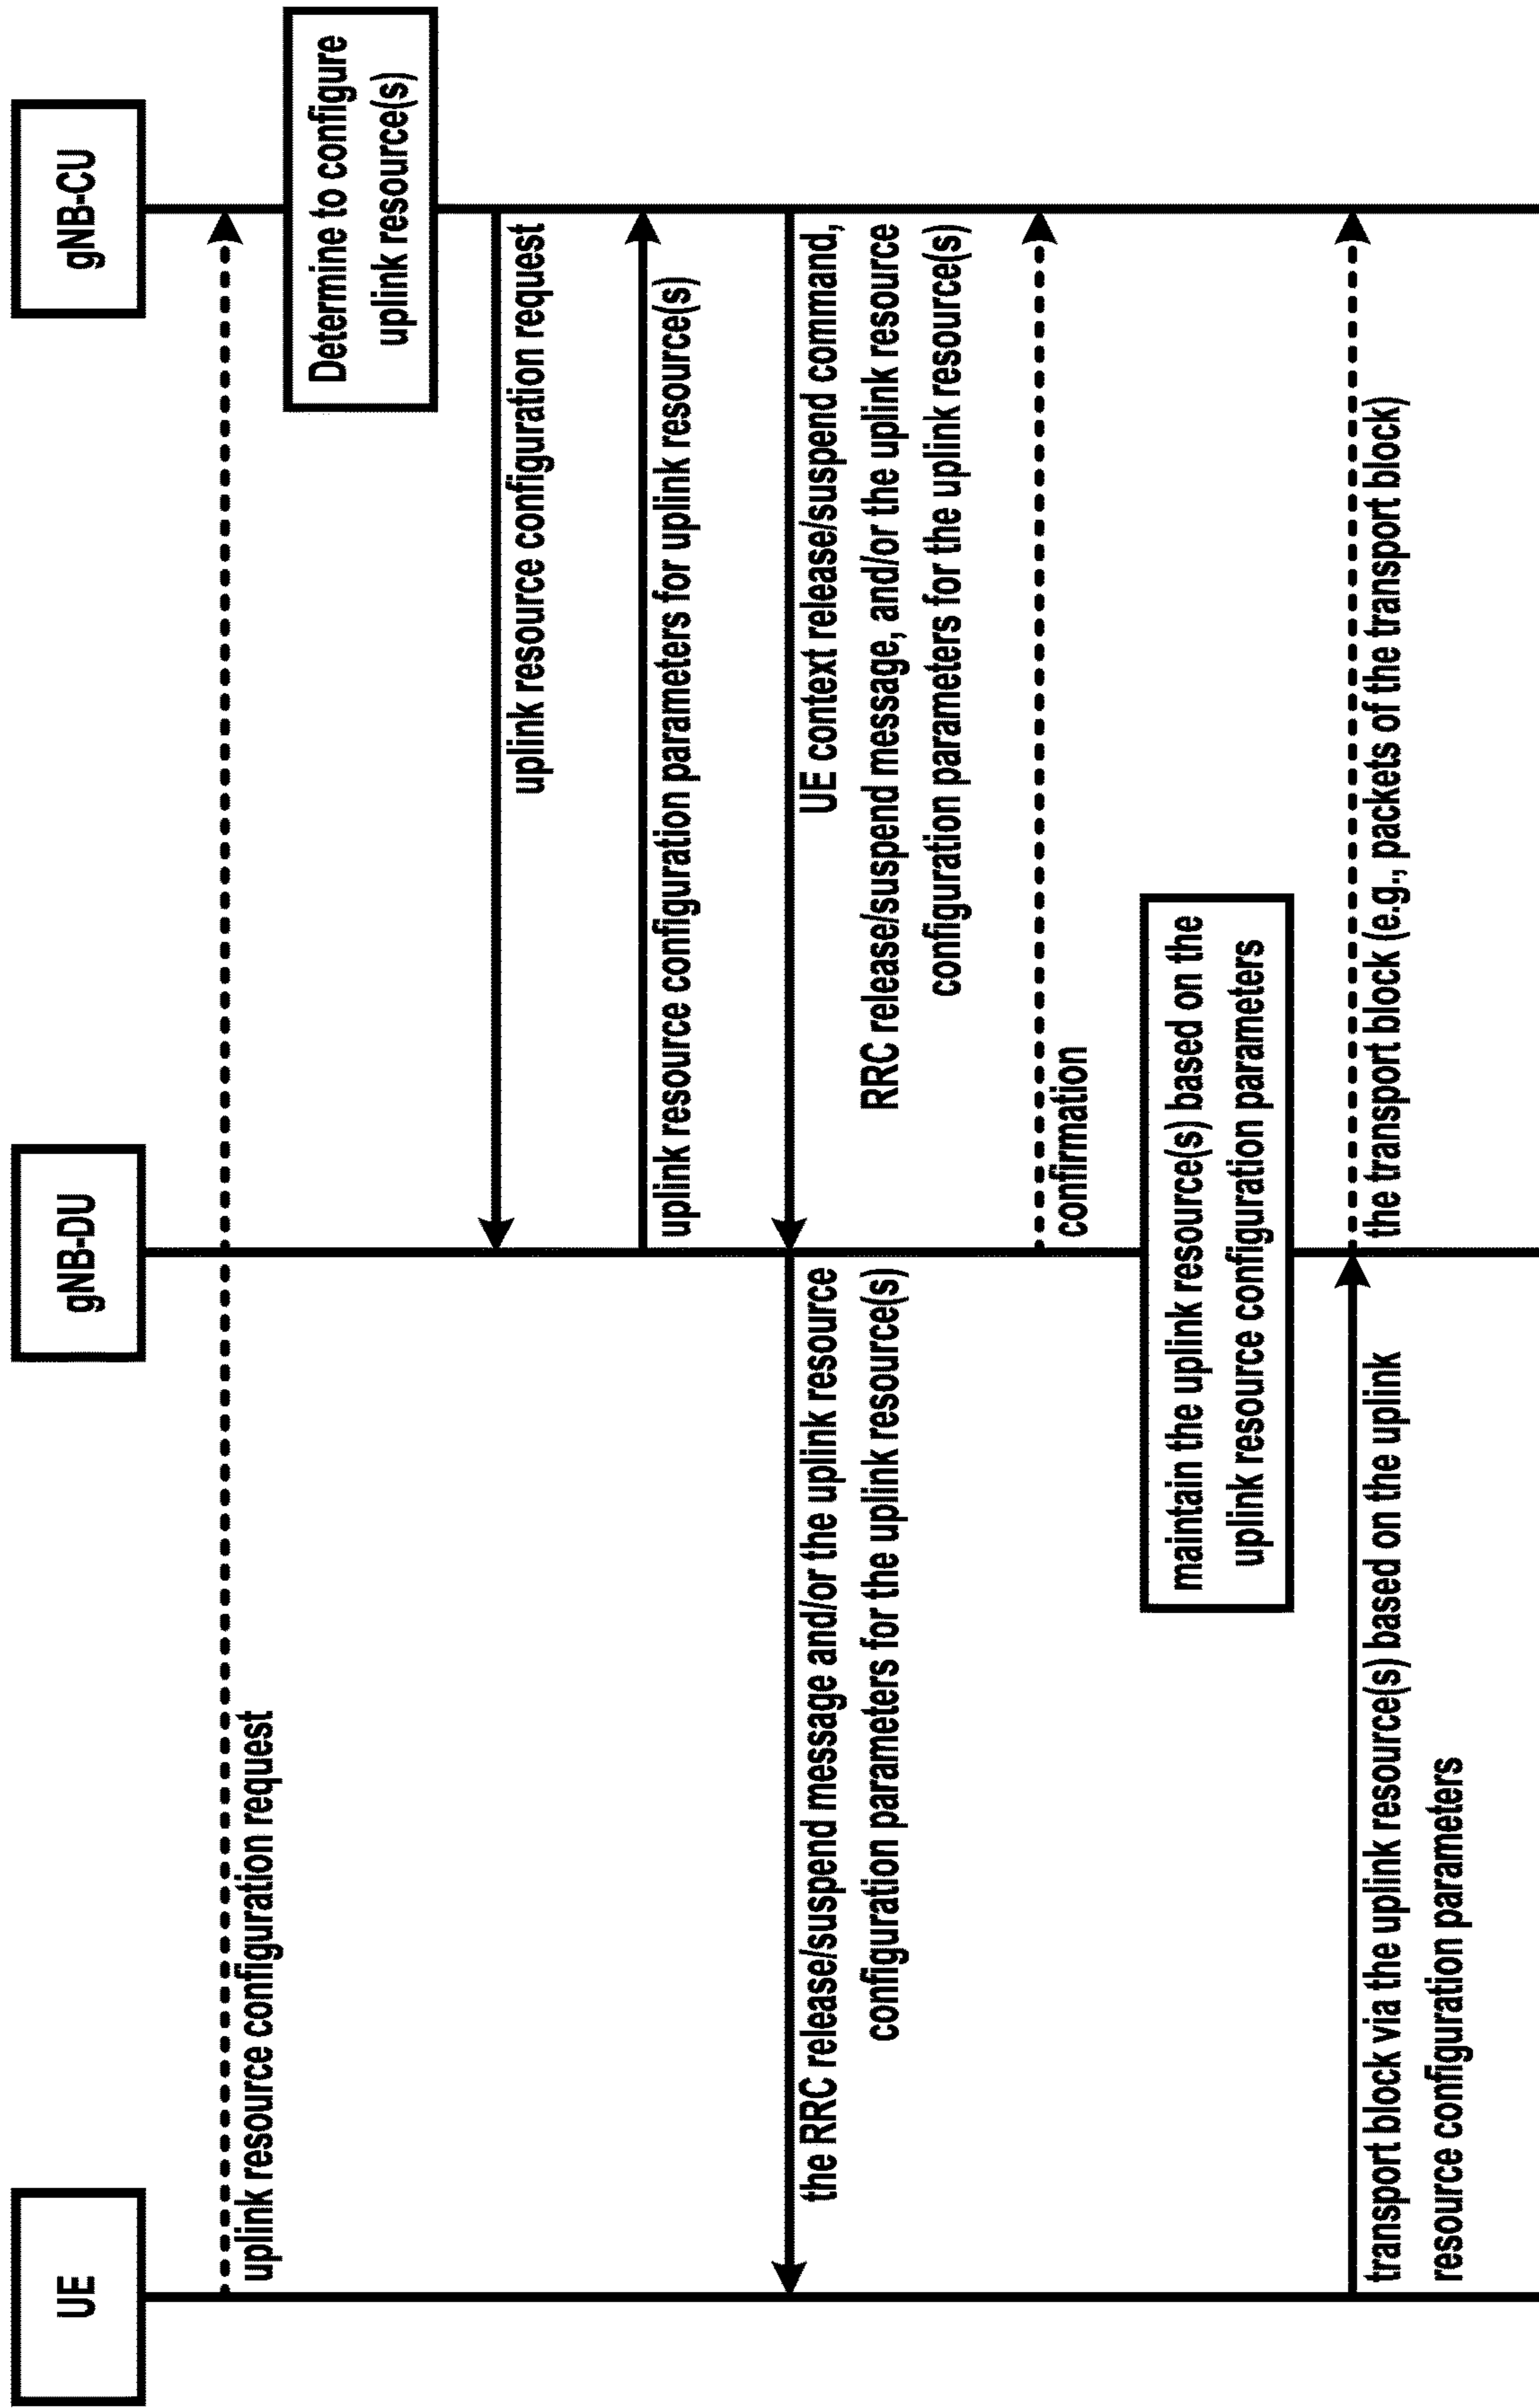 UE
gNB-DU
gNB-CU
uplink resource configuration request
Determine to configure
uplink resource(s)
uplink resource configuration request
uplink resource configuration parameters for uplink resource(s)
UE context release/suspend command,
RRC release/suspend message, and/or the uplink resource
configuration parameters for the uplink resource(s)
the RRC release/suspend message and/or the uplink resource
configuration parameters for the uplink resource(s)
confirmation
maintain the uplink resource(s) based on the
uplink resource configuration parameters
transport block via the uplink resource(s) based on the uplink
resource configuration parameters
the transport block (e.g., packets of the transport block)